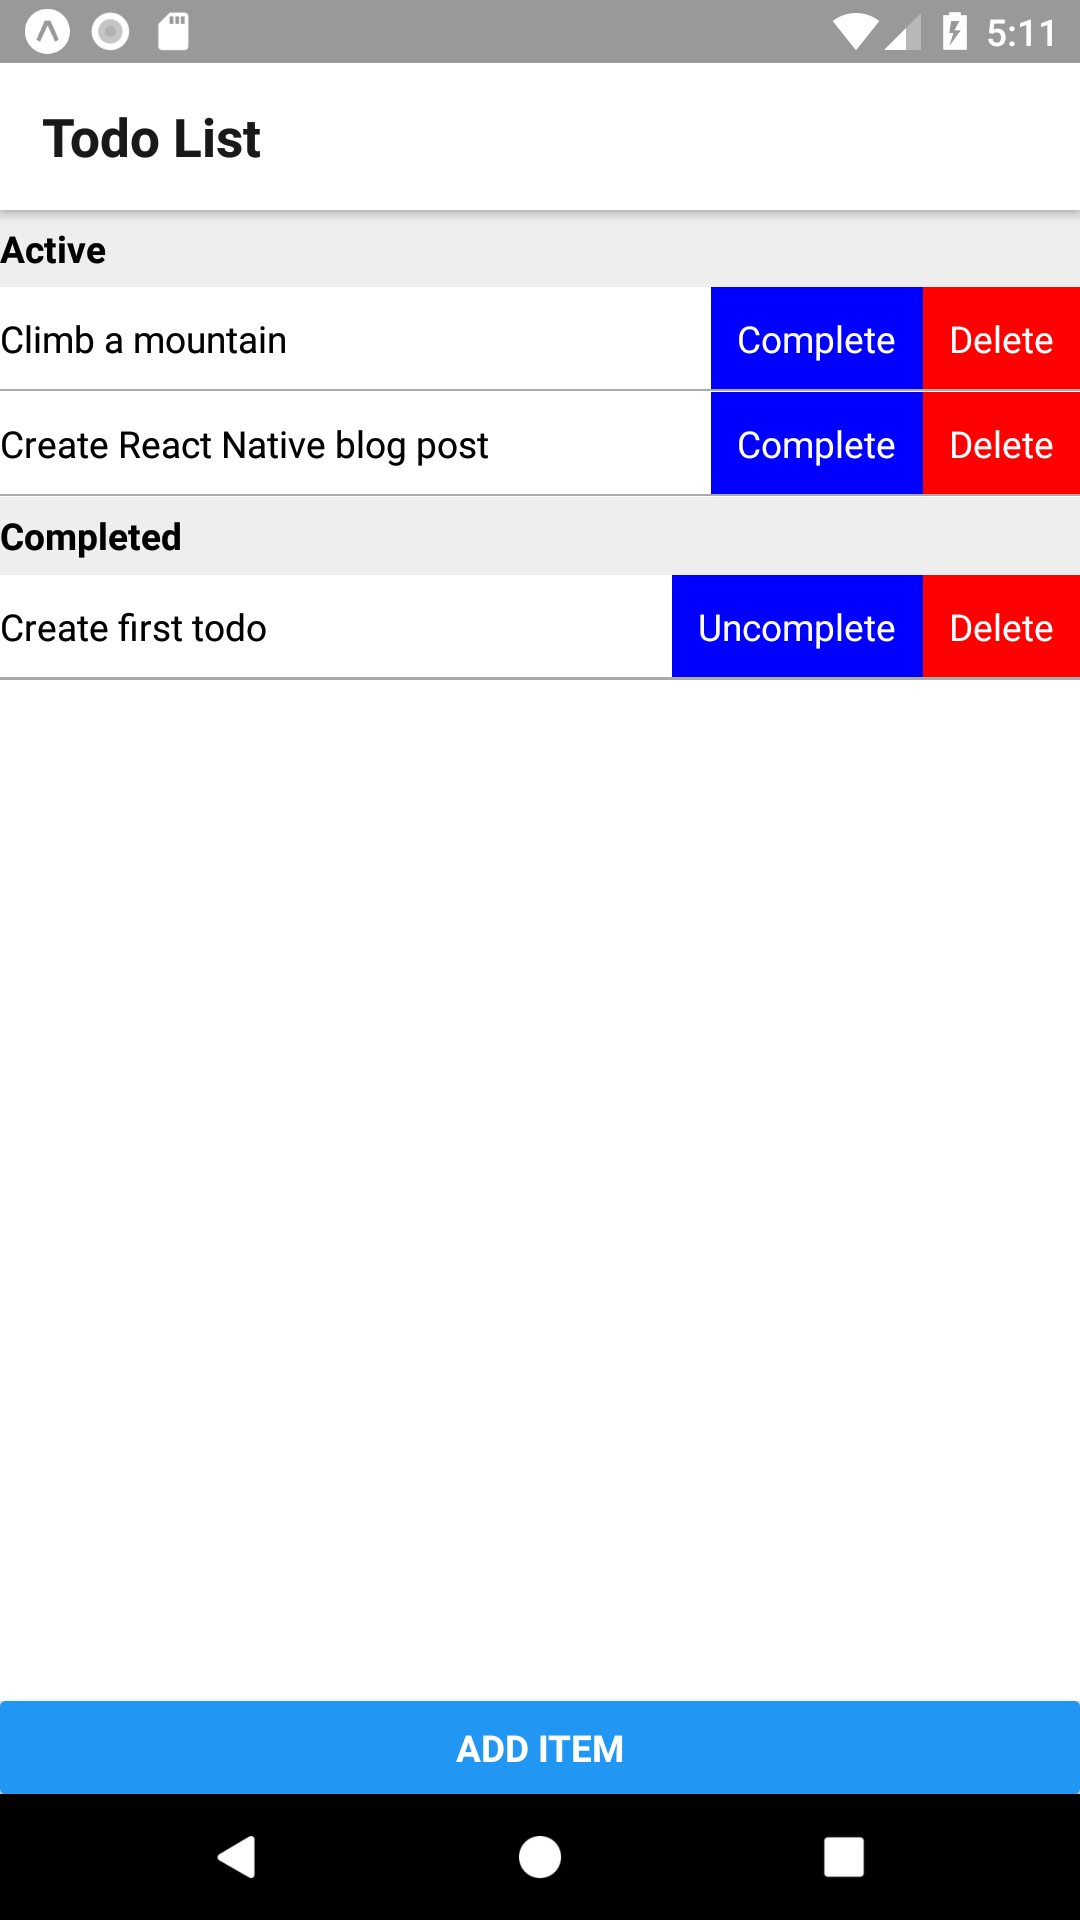 5:11
Todo List
Active
Climb a mountain Complete Delete
Create React Native blog post Complete Delete
Completed
Create first todo Uncomplete Delete
ADD ITEM